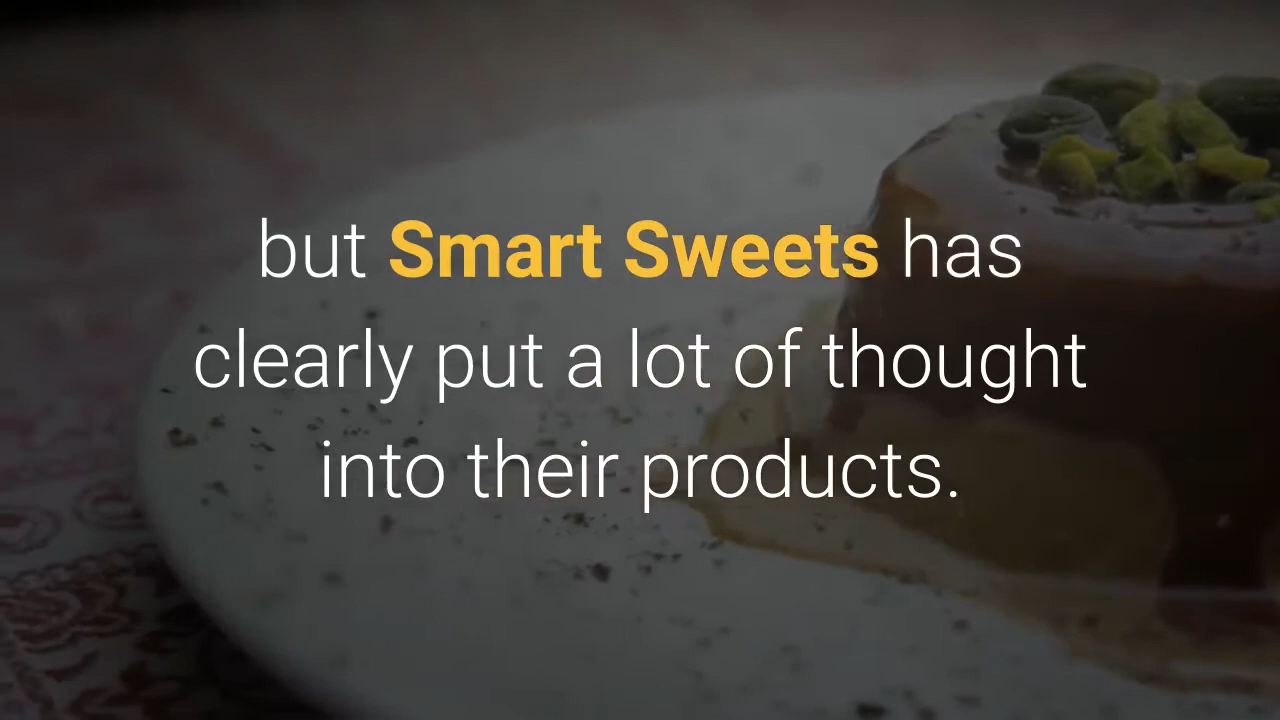 but Smart Sweets has
clearly put a lot of thought
into their products.